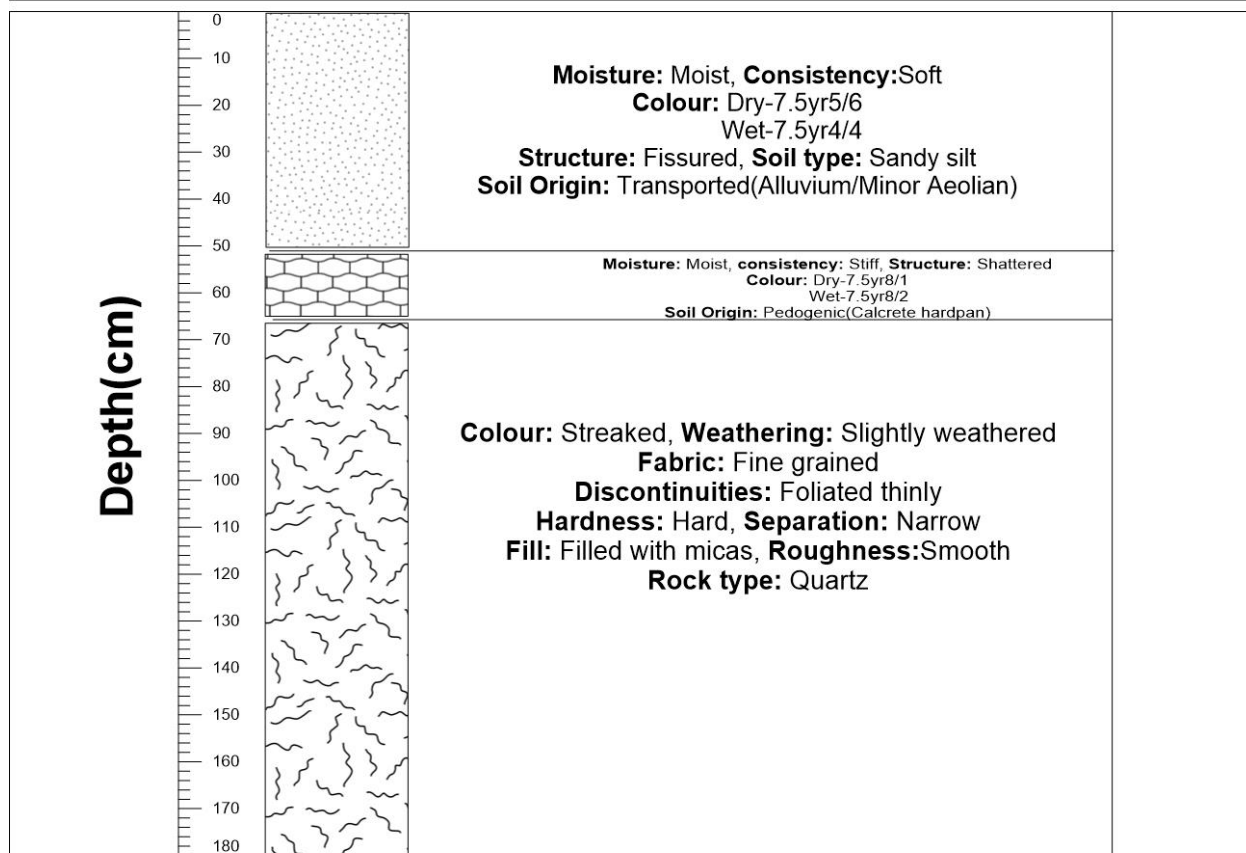 Depth(cm)
0
10
20
30
40
50
60
70
80
90
100
110
120
130
140
150
160
170
180
Moisture: Moist, Consistency:Soft
Colour: Dry-7.5yr5/6
Wet-7.5yr4/4
Structure: Fissured, Soil type: Sandy silt
Soil Origin: Transported(Alluvium/Minor Aeolian)
Moisture: Moist, consistency: Stiff, Structure: Shattered
Colour: Dry-7.5yr8/1
Wet-7.5yr8/2
Soil Origin: Pedogenic(Calcrete hardpan)
Colour: Streaked, Weathering: Slightly weathered
Fabric: Fine grained
Discontinuities: Foliated thinly
Hardness: Hard, Separation: Narrow
Fill: Filled with micas, Roughness:Smooth
Rock type: Quartz